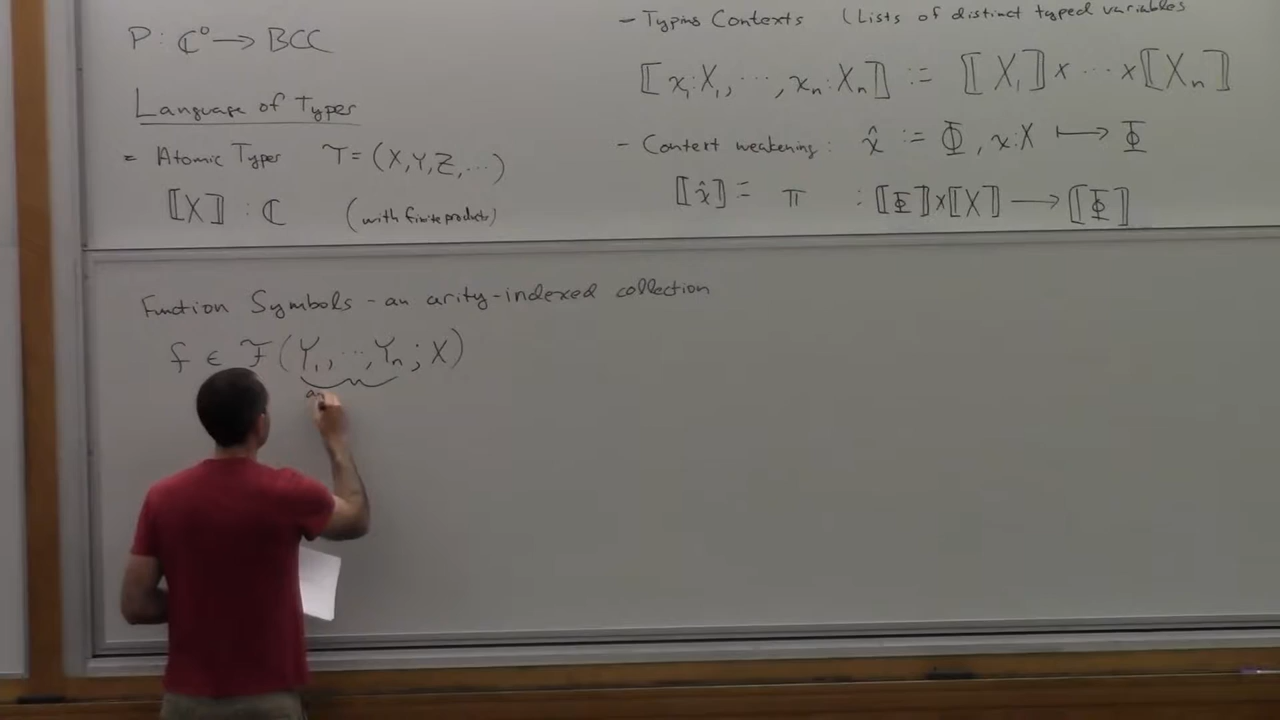 P : ℂ° ⟶ BCC
Language of Types
= Atomic Types 𝒯 = (X, Y, Z, ⋯)
⟦X⟧ : ℂ (with finite products)
– Typing Contexts (Lists of distinct typed variables
⟦x₁:X₁, ⋯, xₙ:Xₙ⟧ := ⟦X₁⟧ × ⋯ × ⟦Xₙ⟧
– Context weakening : x̂ := Φ, x:X ⟼ Φ
⟦x̂⟧ = π : ⟦Φ⟧×⟦X⟧ ⟶ ⟦Φ⟧
Function Symbols – an arity-indexed collection
f ∈ ℱ(Y₁, ⋯, Yₙ ; X)